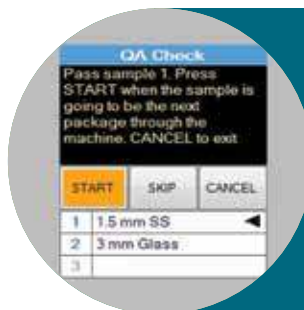 QA Check
Pass sample 1. Press
START when the sample is
going to be the next
package through the
machine. CANCEL to exit
START SKIP CANCEL
1 1.5 mm SS
2 3 mm Glass
3